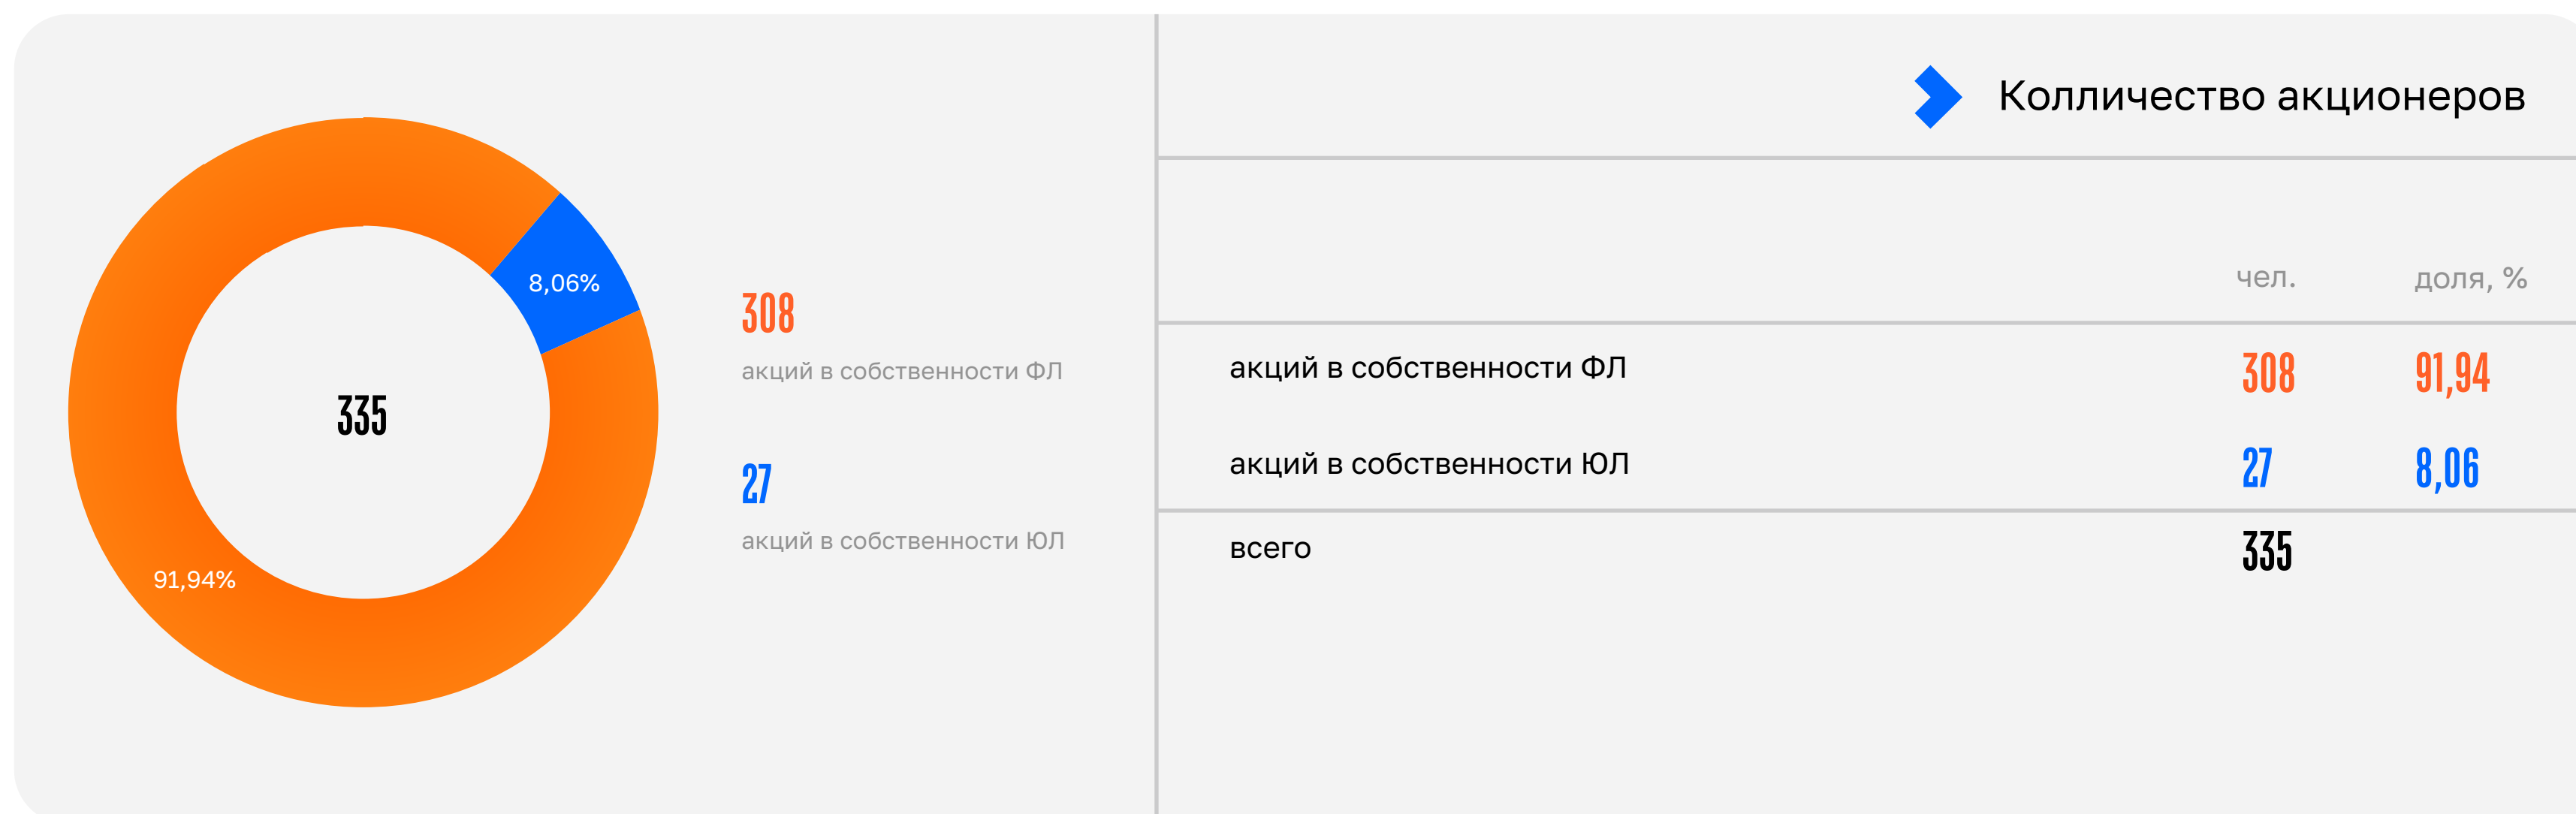 8,06%
91,94%
335
308
акций в собственности ФЛ
27
акций в собственности ЮЛ
Колличество акционеров
чел. доля, %
акций в собственности ФЛ 308 91,94
акций в собственности ЮЛ 27 8,06
всего 335